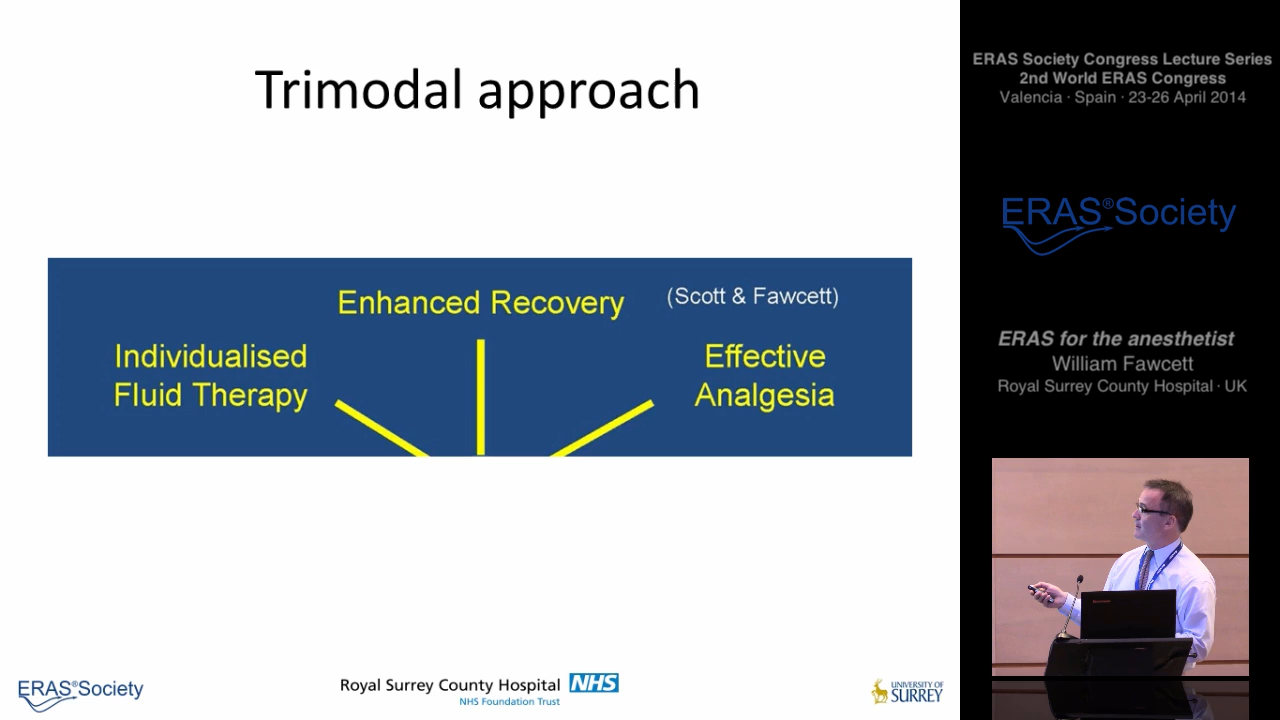 Trimodal approach
Enhanced Recovery
(Scott & Fawcett)
Individualised
Fluid Therapy
Effective
Analgesia
ERAS®Society
Royal Surrey County Hospital NHS
NHS Foundation Trust
UNIVERSITY OF
SURREY
ERAS Society Congress Lecture Series
2nd World ERAS Congress
Valencia · Spain · 23-26 April 2014
ERAS®Society
ERAS for the anesthetist
William Fawcett
Royal Surrey County Hospital · UK